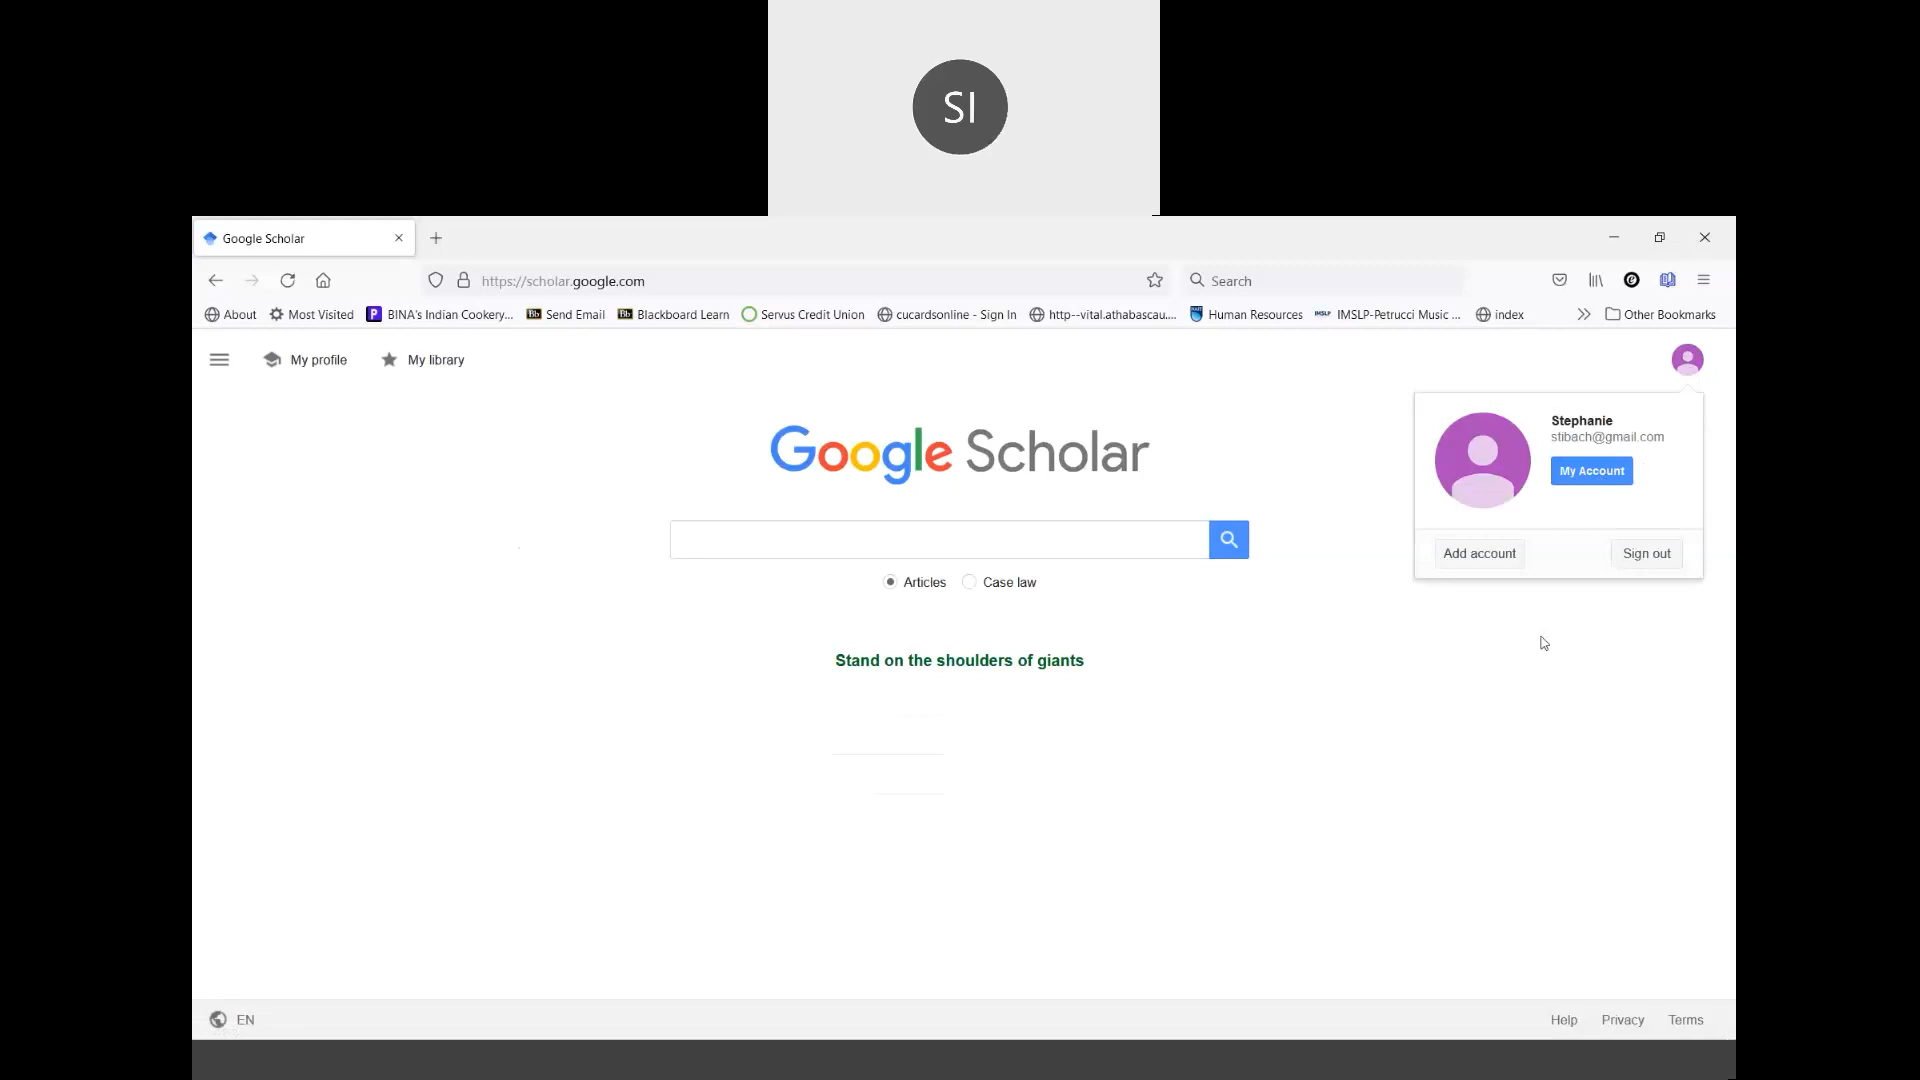 SI
Google Scholar
https://scholar.google.com
Search
About
Most Visited
BINA's Indian Cookery...
Send Email
Blackboard Learn
Servus Credit Union
cucardsonline - Sign In
http--vital.athabascau....
Human Resources
IMSLP-Petrucci Music ...
index
Other Bookmarks
My profile
My library
Stephanie
stibach@gmail.com
My Account
Add account
Sign out
Google Scholar
Articles
Case law
Stand on the shoulders of giants
EN
Help
Privacy
Terms